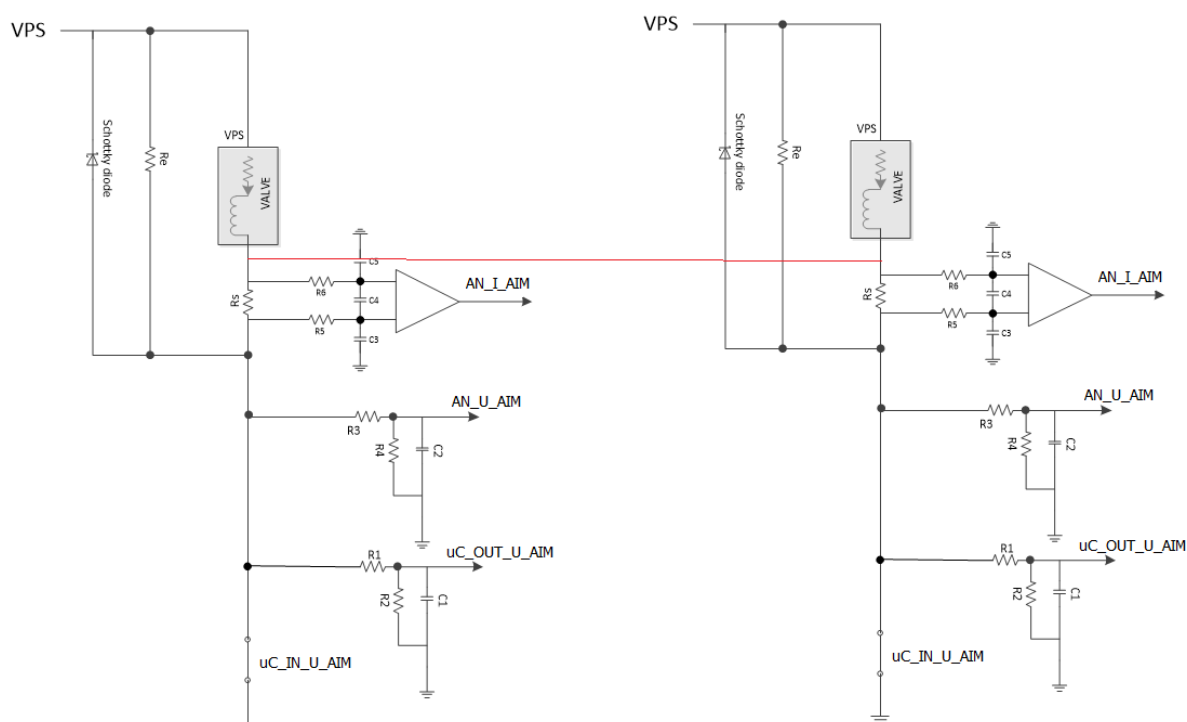 VPS
Schottky diode
Re
VPS
VALVE
C5
R6
C4
Rs
R5
C3
AN_I_AIM
AN_U_AIM
R3
R4
C2
uC_OUT_U_AIM
R1
R2
C1
uC_IN_U_AIM
VPS
Schottky diode
Re
VPS
VALVE
C5
R6
C4
Rs
R5
C3
AN_I_AIM
AN_U_AIM
R3
R4
C2
uC_OUT_U_AIM
R1
R2
C1
uC_IN_U_AIM